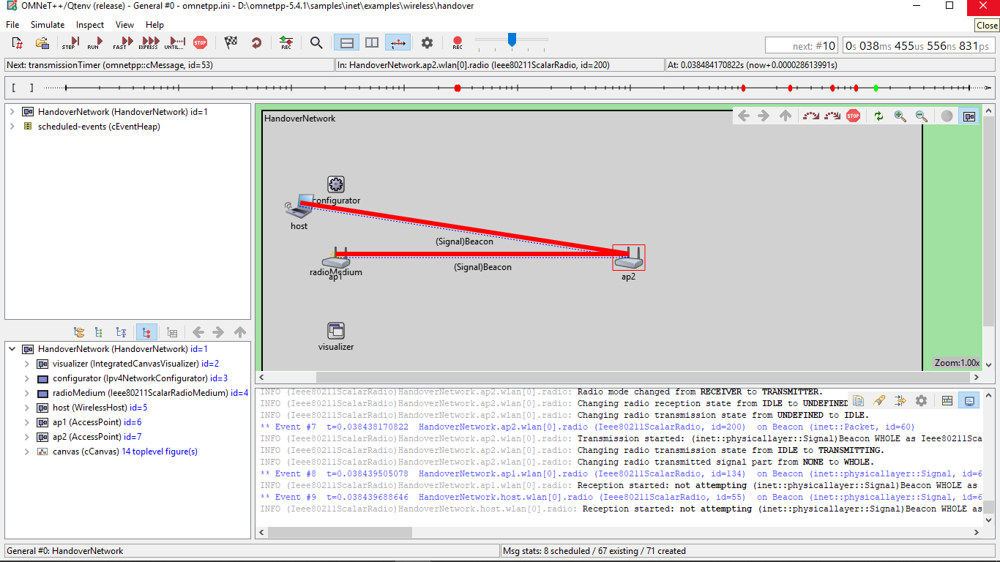 OMNeT++/Qtenv (release) - General #0 - omnetpp.ini - D:\omnetpp-5.4.1\samples\inet\examples\wireless\handover
File Simulate Inspect View Help
Close
STEP RUN FAST EXPRESS UNTIL... STOP REC REC
next: #10
0s 038ms 455us 556ns 831ps
Next: transmissionTimer (omnetpp::cMessage, id=53)
In: HandoverNetwork.ap2.wlan[0].radio (Ieee80211ScalarRadio, id=200)
At: 0.038484170822s (now+0.000028613991s)
[ ]
HandoverNetwork (HandoverNetwork) id=1
scheduled-events (cEventHeap)
HandoverNetwork
STOP
configurator
host
(Signal)Beacon
(Signal)Beacon
radioMedium
ap1
ap2
visualizer
Zoom:1.00x
HandoverNetwork (HandoverNetwork) id=1
visualizer (IntegratedCanvasVisualizer) id=2
configurator (Ipv4NetworkConfigurator) id=3
radioMedium (Ieee80211ScalarRadioMedium) id=4
host (WirelessHost) id=5
ap1 (AccessPoint) id=6
ap2 (AccessPoint) id=7
canvas (cCanvas) 14 toplevel figure(s)
INFO (Ieee80211ScalarRadio)HandoverNetwork.ap2.wlan[0].radio: Radio mode changed from RECEIVER to TRANSMITTER.
INFO (Ieee80211ScalarRadio)HandoverNetwork.ap2.wlan[0].radio: Changing radio reception state from IDLE to UNDEFINED
INFO (Ieee80211ScalarRadio)HandoverNetwork.ap2.wlan[0].radio: Changing radio transmission state from UNDEFINED to IDLE.
** Event #7 t=0.038438170822 HandoverNetwork.ap2.wlan[0].radio (Ieee80211ScalarRadio, id=200) on Beacon (inet::Packet, id=60)
INFO (Ieee80211ScalarRadio)HandoverNetwork.ap2.wlan[0].radio: Transmission started: (inet::physicallayer::Signal)Beacon WHOLE as Ieee80211Sca
INFO (Ieee80211ScalarRadio)HandoverNetwork.ap2.wlan[0].radio: Changing radio transmission state from IDLE to TRANSMITTING.
INFO (Ieee80211ScalarRadio)HandoverNetwork.ap2.wlan[0].radio: Changing radio transmitted signal part from NONE to WHOLE.
** Event #8 t=0.038439505078 HandoverNetwork.ap1.wlan[0].radio (Ieee80211ScalarRadio, id=134) on Beacon (inet::physicallayer::Signal, id=6
INFO (Ieee80211ScalarRadio)HandoverNetwork.ap1.wlan[0].radio: Reception started: not attempting (inet::physicallayer::Signal)Beacon WHOLE as
** Event #9 t=0.038439688646 HandoverNetwork.host.wlan[0].radio (Ieee80211ScalarRadio, id=55) on Beacon (inet::physicallayer::Signal, id=6
INFO (Ieee80211ScalarRadio)HandoverNetwork.host.wlan[0].radio: Reception started: not attempting (inet::physicallayer::Signal)Beacon WHOLE as
General #0: HandoverNetwork
Msg stats: 8 scheduled / 67 existing / 71 created